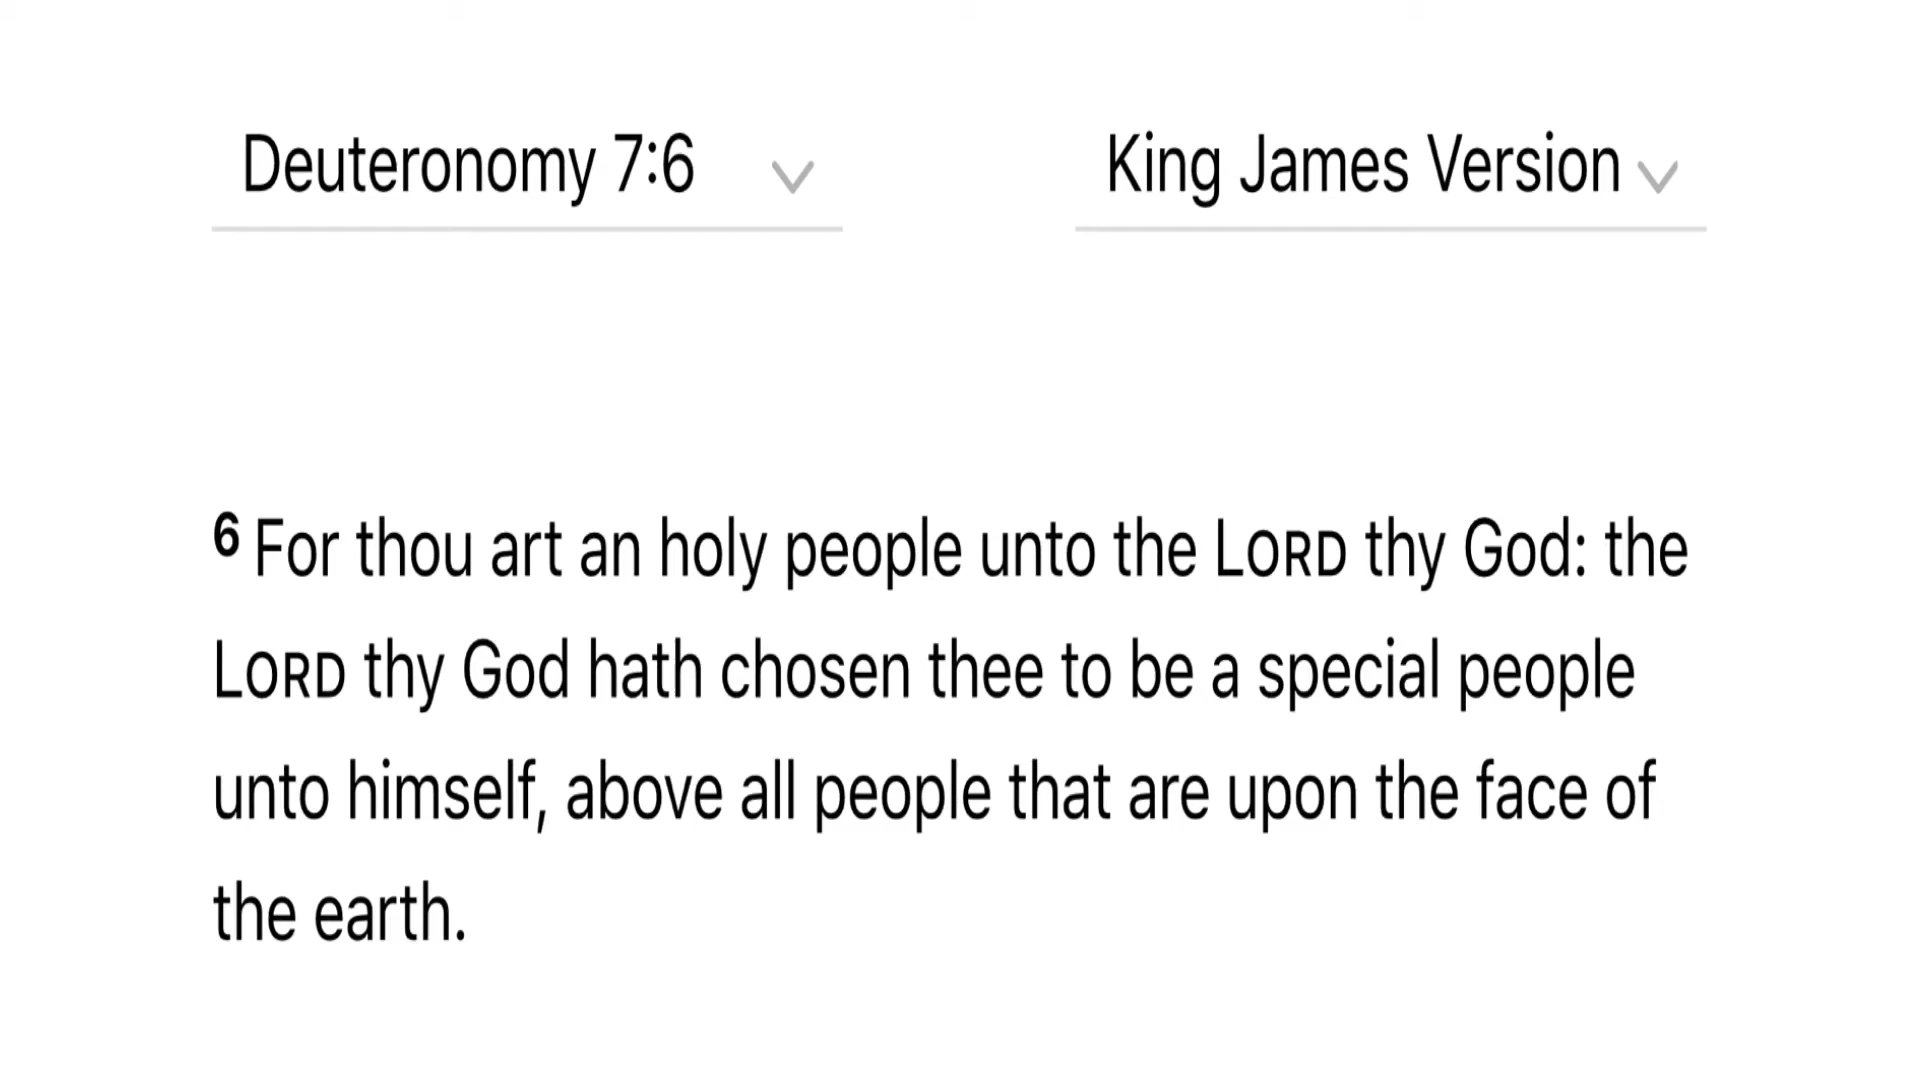 Deuteronomy 7:6
King James Version
6 For thou art an holy people unto the LORD thy God: the
LORD thy God hath chosen thee to be a special people
unto himself, above all people that are upon the face of
the earth.